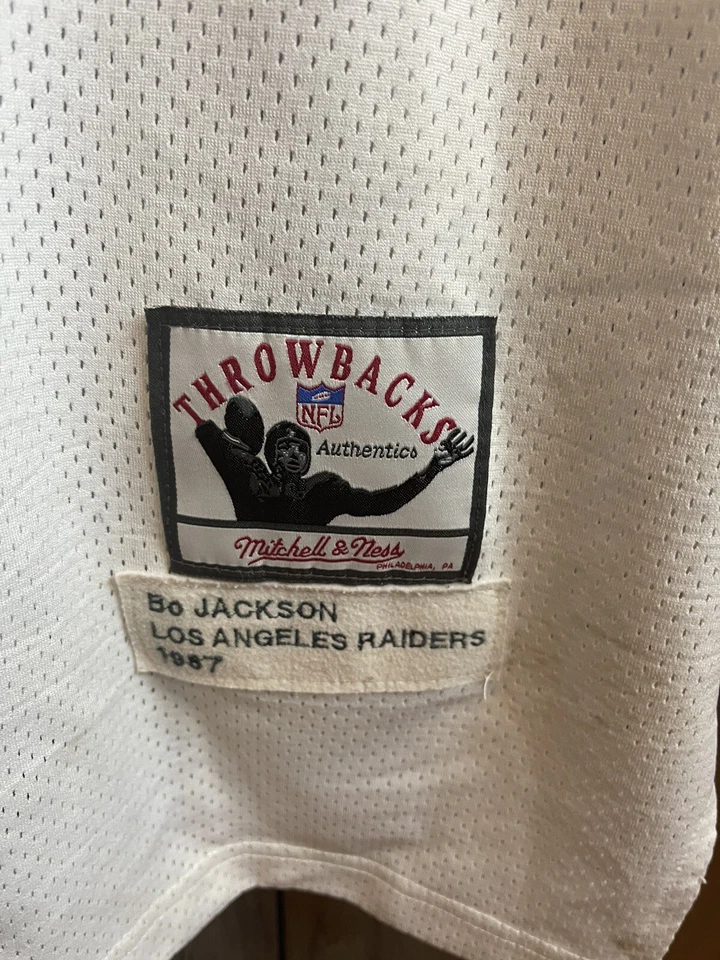 THROWBACKS
NFL
Authentics
Mitchell & Ness
PHILADELPHIA, PA
Bo JACKSON
LOS ANGELES RAIDERS
1987